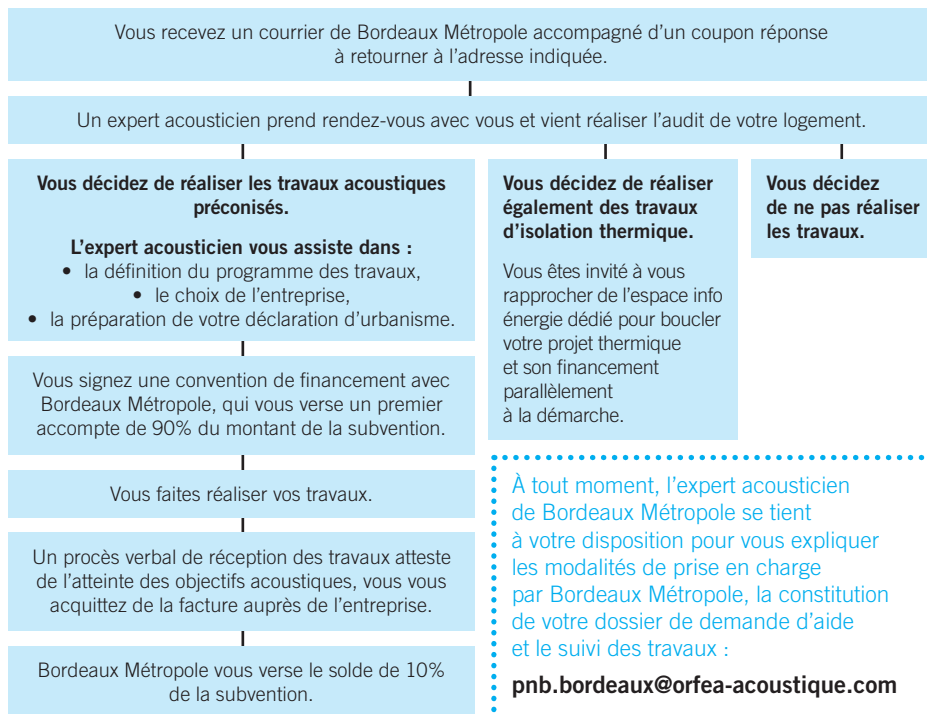 Vous recevez un courrier de Bordeaux Métropole accompagné d’un coupon réponse
à retourner à l’adresse indiquée.
Un expert acousticien prend rendez-vous avec vous et vient réaliser l’audit de votre logement.
Vous décidez de réaliser les travaux acoustiques
préconisés.
L’expert acousticien vous assiste dans :
• la définition du programme des travaux,
• le choix de l’entreprise,
• la préparation de votre déclaration d’urbanisme.
Vous signez une convention de financement avec
Bordeaux Métropole, qui vous verse un premier
accompte de 90% du montant de la subvention.
Vous faites réaliser vos travaux.
Un procès verbal de réception des travaux atteste
de l’atteinte des objectifs acoustiques, vous vous
acquittez de la facture auprès de l’entreprise.
Bordeaux Métropole vous verse le solde de 10%
de la subvention.
Vous décidez de réaliser
également des travaux
d’isolation thermique.
Vous êtes invité à vous
rapprocher de l’espace info
énergie dédié pour boucler
votre projet thermique
et son financement
parallèlement
à la démarche.
Vous décidez
de ne pas réaliser
les travaux.
À tout moment, l’expert acousticien
de Bordeaux Métropole se tient
à votre disposition pour vous expliquer
les modalités de prise en charge
par Bordeaux Métropole, la constitution
de votre dossier de demande d’aide
et le suivi des travaux :
pnb.bordeaux@orfea-acoustique.com